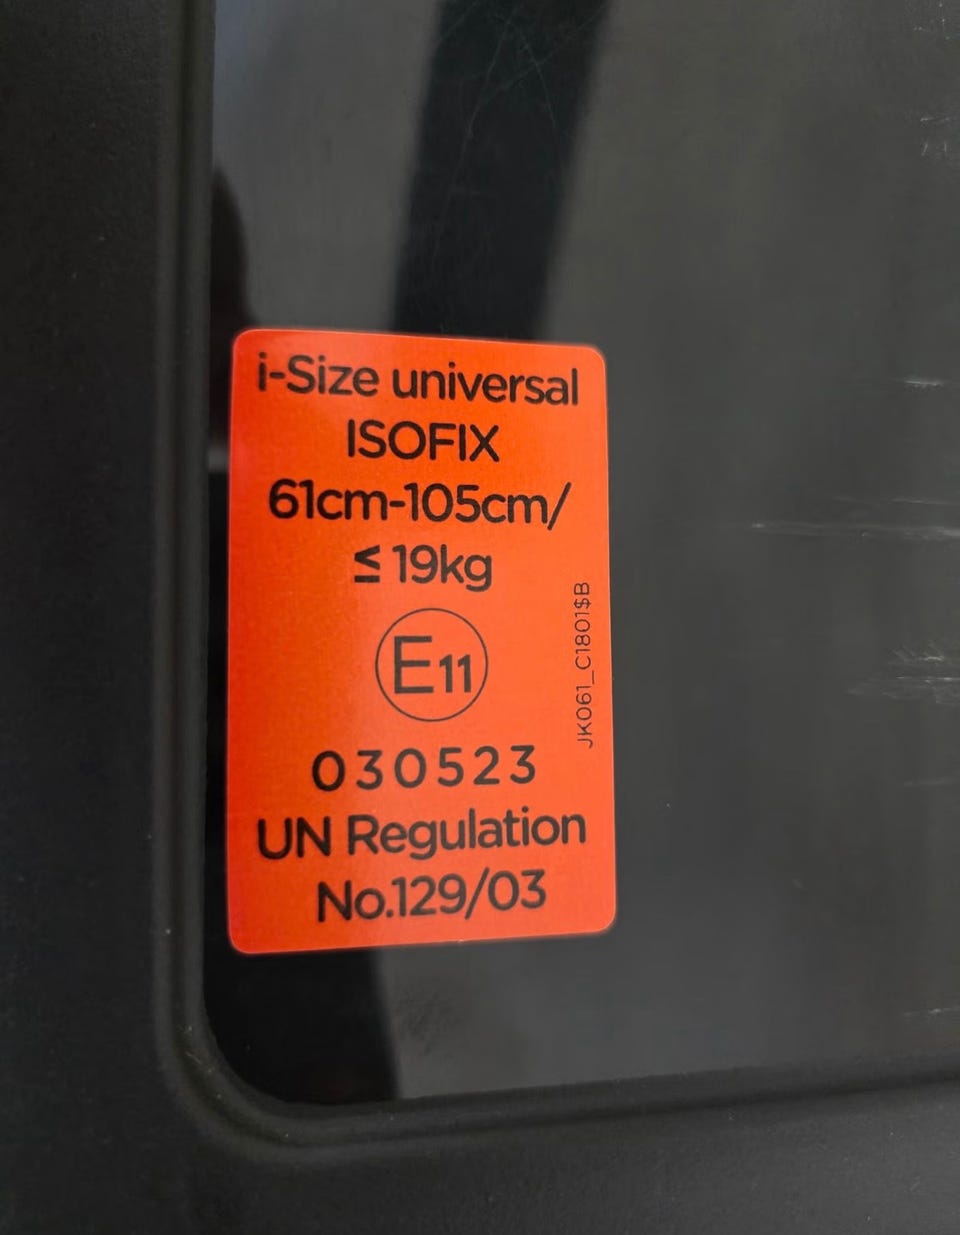 i-Size universal
ISOFIX
61cm-105cm/
≤ 19kg
E11
JK061_C1801$B
030523
UN Regulation
No.129/03